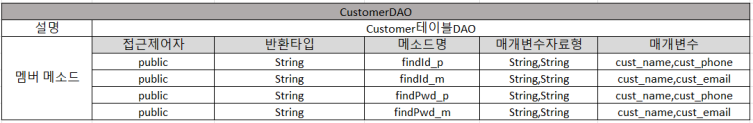 CustomerDAO
설명 Customer테이블DAO
멤버 메소드 접근제어자 반환타입 메소드명 매개변수자료형 매개변수
public String findId_p String,String cust_name,cust_phone
public String findId_m String,String cust_name,cust_email
public String findPwd_p String,String cust_name,cust_phone
public String findPwd_m String,String cust_name,cust_email